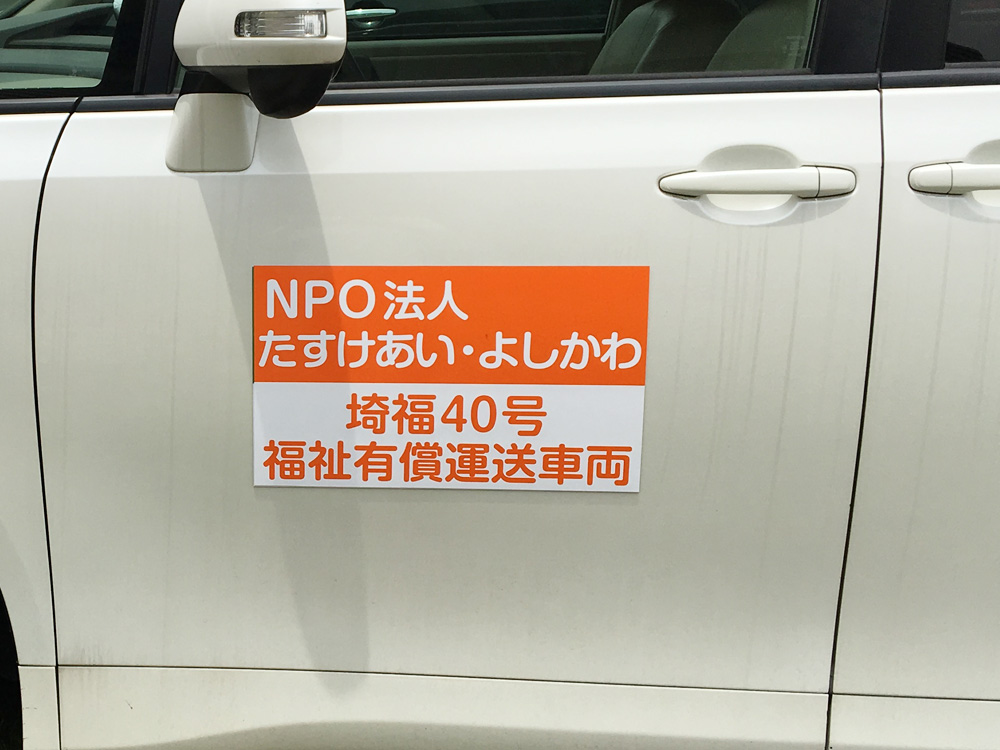 NPO法人
たすけあい・よしかわ
埼福40号
福祉有償運送車両